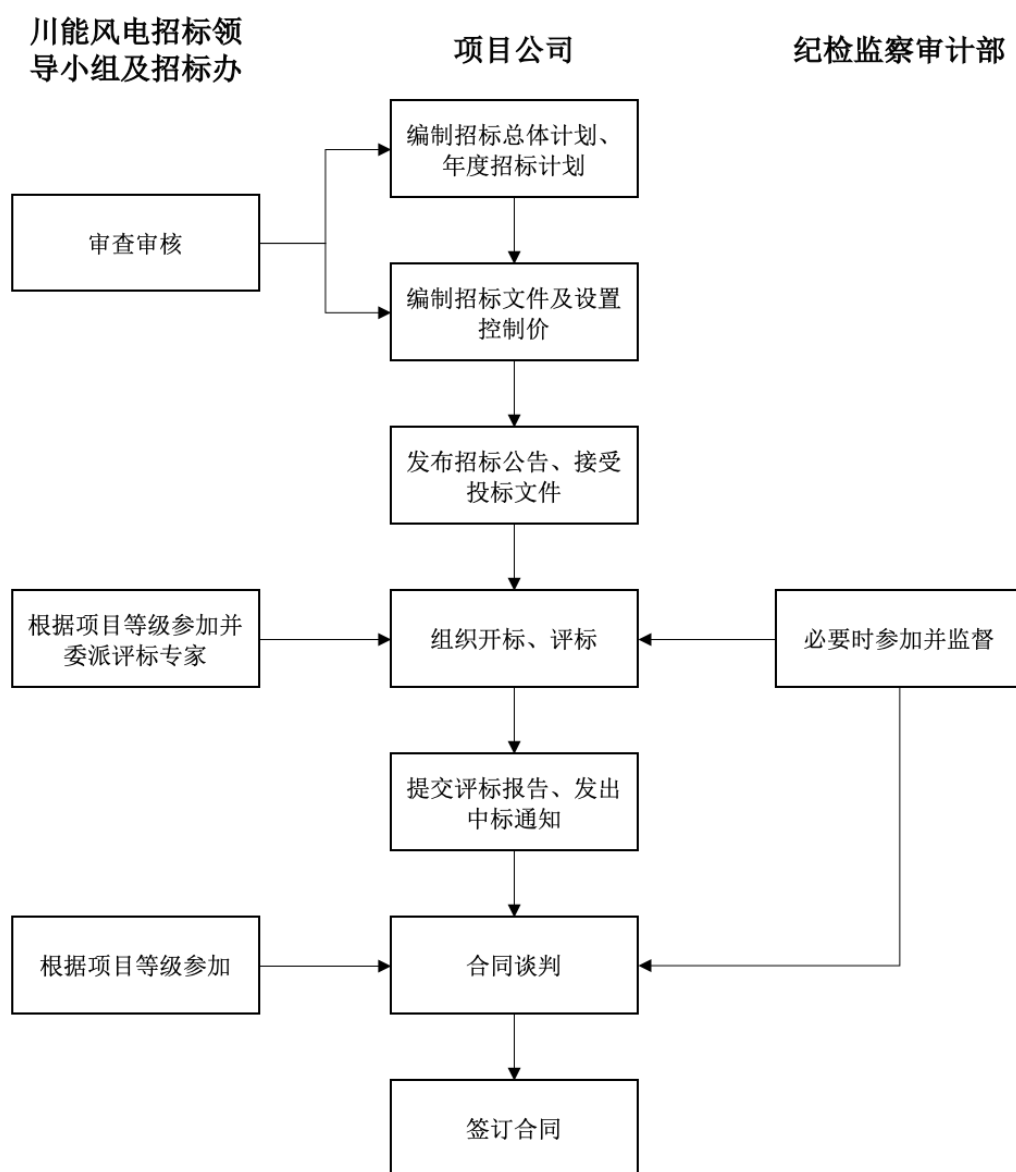 川能风电招标领
导小组及招标办
项目公司
纪检监察审计部
编制招标总体计划、
年度招标计划
审查审核
编制招标文件及设置
控制价
发布招标公告、接受
投标文件
根据项目等级参加并
委派评标专家
组织开标、评标
必要时参加并监督
提交评标报告、发出
中标通知
根据项目等级参加
合同谈判
签订合同